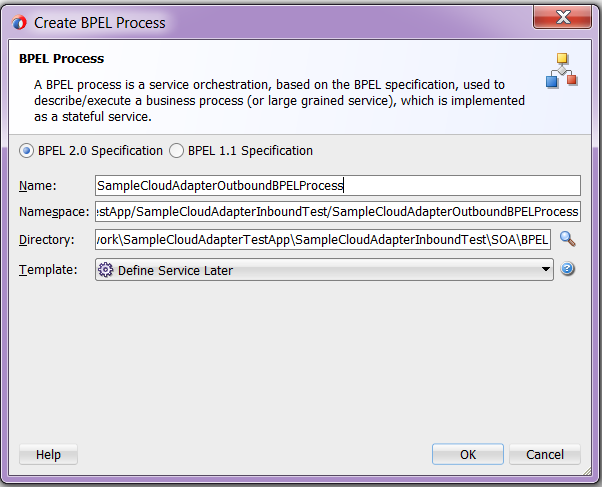 Create BPEL Process
BPEL Process
A BPEL process is a service orchestration, based on the BPEL specification, used to
describe/execute a business process (or large grained service), which is implemented
as a stateful service.
BPEL 2.0 Specification BPEL 1.1 Specification
Name: SampleCloudAdapterOutboundBPELProcess
Namespace: estApp/SampleCloudAdapterInboundTest/SampleCloudAdapterOutboundBPELProcess
Directory: work\SampleCloudAdapterTestApp\SampleCloudAdapterInboundTest\SOA\BPEL
Template: Define Service Later
Help OK Cancel